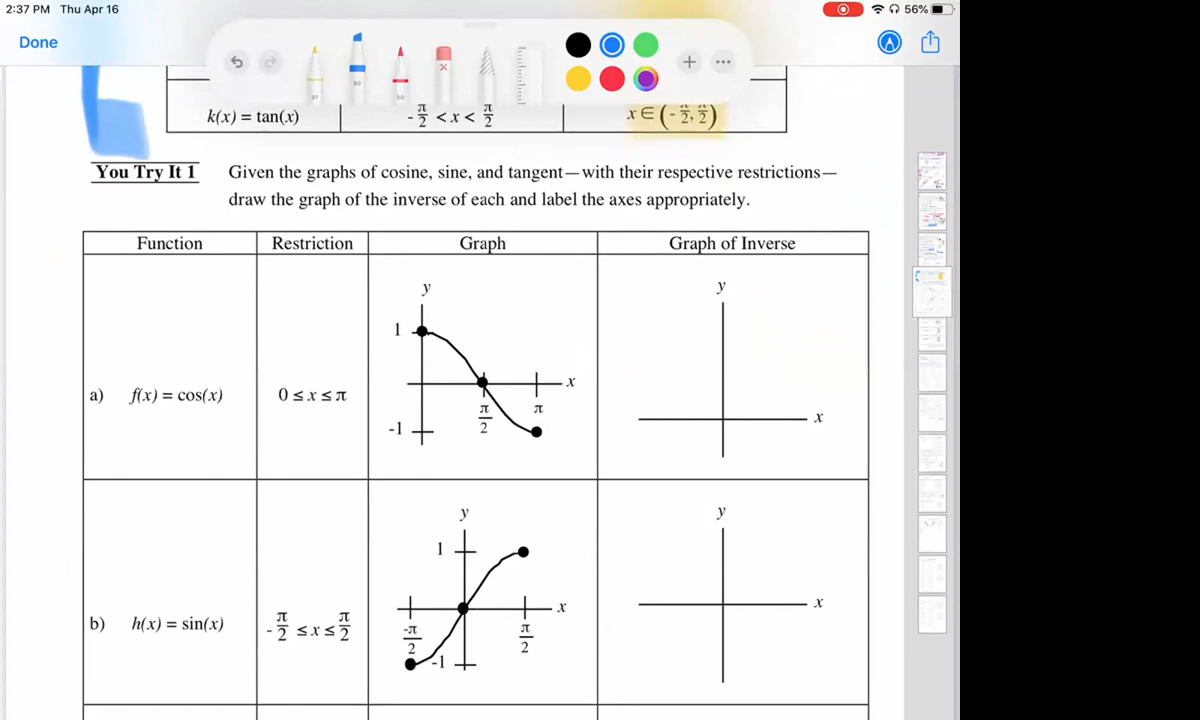 2:37 PM Thu Apr 16
56%
Done
97
80
50
k(x) = tan(x)
-π/2 < x < π/2
x ∈ (-π/2, π/2)
You Try It 1
Given the graphs of cosine, sine, and tangent—with their respective restrictions—
draw the graph of the inverse of each and label the axes appropriately.
Function Restriction Graph Graph of Inverse
a) f(x) = cos(x)
0 ≤ x ≤ π
y
1
x
π/2
π
-1
y
x
b) h(x) = sin(x)
-π/2 ≤ x ≤ π/2
y
1
x
-π/2
π/2
-1
y
x